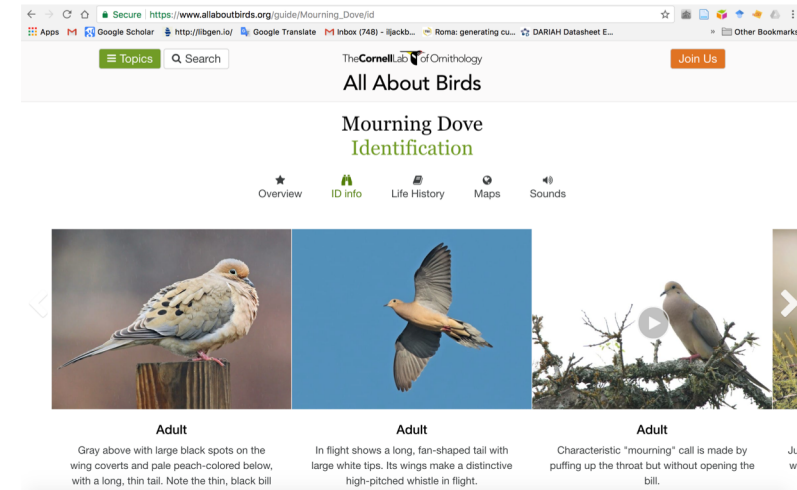 Secure https://www.allaboutbirds.org/guide/Mourning_Dove/id
Apps Google Scholar http://libgen.io/ Google Translate Inbox (748) - iljackb... Roma: generating cu... DARIAH Datasheet E... » Other Bookmarks
Topics Search TheCornellLab of Ornithology Join Us
All About Birds
Mourning Dove
Identification
Overview ID info Life History Maps Sounds
Adult Adult Adult
Gray above with large black spots on the In flight shows a long, fan-shaped tail with Characteristic "mourning" call is made by
wing coverts and pale peach-colored below, large white tips. Its wings make a distinctive puffing up the throat but without opening the
with a long, thin tail. Note the thin, black bill high-pitched whistle in flight. bill.